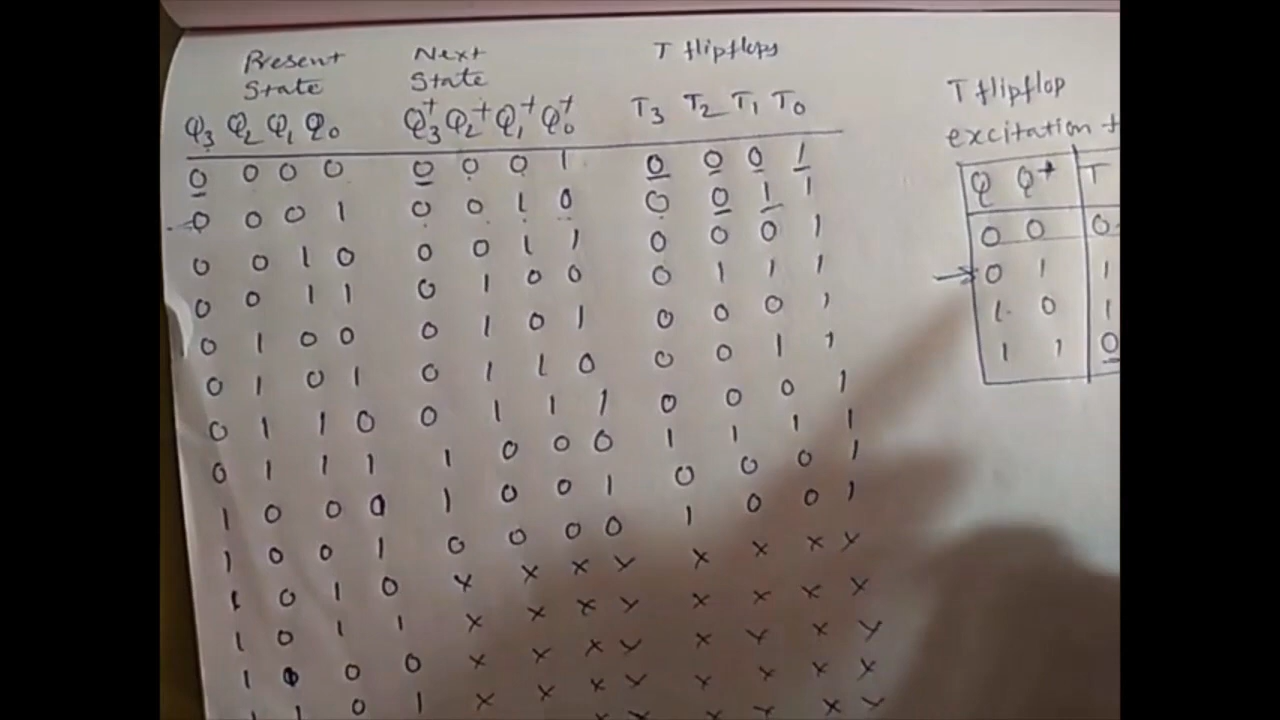 Present Next T flipflops
State State
Q3 Q2 Q1 Q0 Q3+ Q2+ Q1+ Q0+ T3 T2 T1 T0
0 0 0 0 0 0 0 1 0 0 0 1
0 0 0 1 0 0 1 0 0 0 1 1
0 0 1 0 0 0 1 1 0 0 0 1
0 0 1 1 0 1 0 0 0 1 1 1
0 1 0 0 0 1 0 1 0 0 0 1
0 1 0 1 0 1 1 0 0 0 1 1
0 1 1 0 0 1 1 1 0 0 0 1
0 1 1 1 1 0 0 0 1 1 1 1
1 0 0 0 1 0 0 1 0 0 0 1
1 0 0 1 0 0 0 0 1 0 0 1
1 0 1 0 x x x x x x x x
1 0 1 1 x x x x x x x x
1 0 0 0 x x x x x x x x
1 1 0 1 x x x x x x x x
T flipflop
excitation t
Q Q+ T
0 0 0
0 1 1
1 0 1
1 1 0